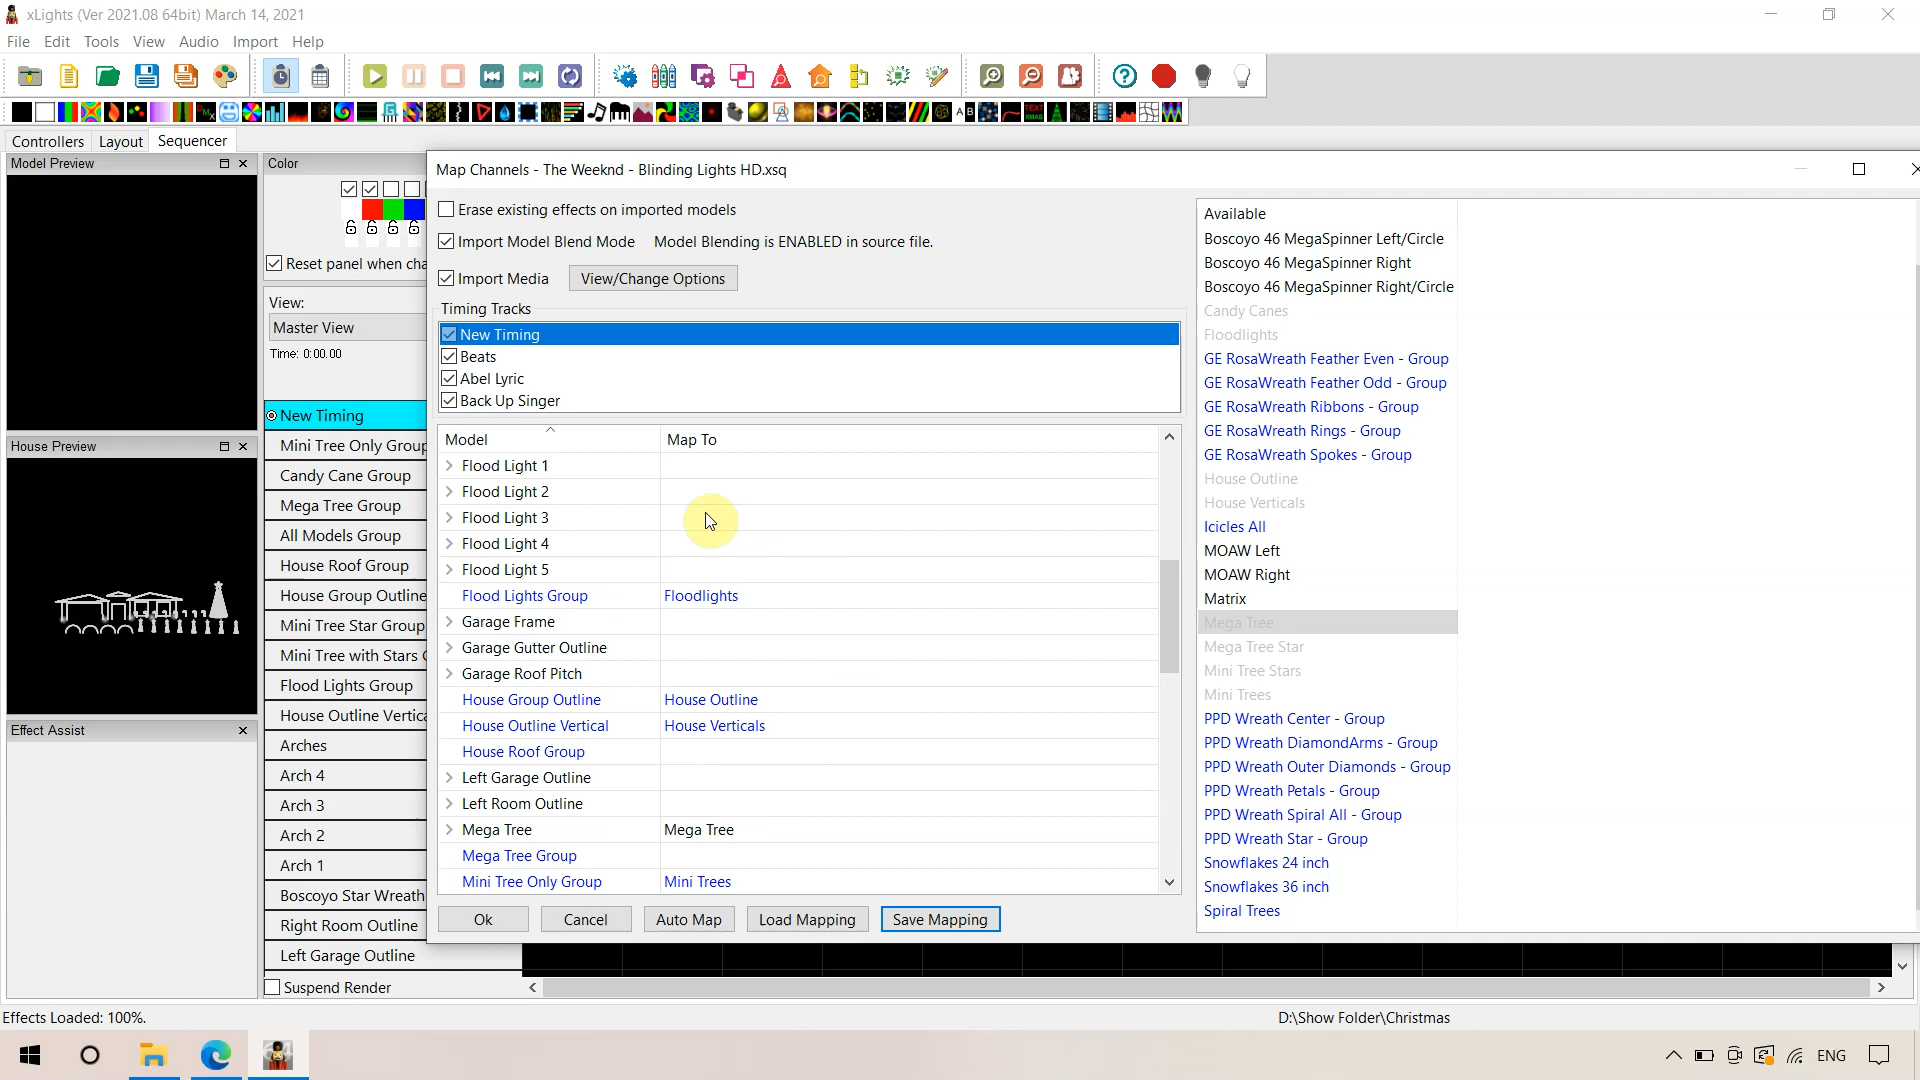 xLights (Ver 2021.08 64bit) March 14, 2021
File Edit Tools View Audio Import Help
Controllers Layout Sequencer
Model Preview
House Preview
Effect Assist
Color
Reset panel when cha
View:
Master View
Time: 0:00.00
New Timing
Mini Tree Only Group
Candy Cane Group
Mega Tree Group
All Models Group
House Roof Group
House Group Outline
Mini Tree Star Group
Mini Tree with Stars
Flood Lights Group
House Outline Vertica
Arches
Arch 4
Arch 3
Arch 2
Arch 1
Boscoyo Star Wreath
Right Room Outline
Left Garage Outline
Suspend Render
Map Channels - The Weeknd - Blinding Lights HD.xsq
Erase existing effects on imported models
Import Model Blend Mode Model Blending is ENABLED in source file.
Import Media View/Change Options
Timing Tracks
New Timing
Beats
Abel Lyric
Back Up Singer
Model Map To
Flood Light 1
Flood Light 2
Flood Light 3
Flood Light 4
Flood Light 5
Flood Lights Group Floodlights
Garage Frame
Garage Gutter Outline
Garage Roof Pitch
House Group Outline House Outline
House Outline Vertical House Verticals
House Roof Group
Left Garage Outline
Left Room Outline
Mega Tree Mega Tree
Mega Tree Group
Mini Tree Only Group Mini Trees
Ok Cancel Auto Map Load Mapping Save Mapping
Available
Boscoyo 46 MegaSpinner Left/Circle
Boscoyo 46 MegaSpinner Right
Boscoyo 46 MegaSpinner Right/Circle
Candy Canes
Floodlights
GE RosaWreath Feather Even - Group
GE RosaWreath Feather Odd - Group
GE RosaWreath Ribbons - Group
GE RosaWreath Rings - Group
GE RosaWreath Spokes - Group
House Outline
House Verticals
Icicles All
MOAW Left
MOAW Right
Matrix
Mega Tree
Mega Tree Star
Mini Tree Stars
Mini Trees
PPD Wreath Center - Group
PPD Wreath DiamondArms - Group
PPD Wreath Outer Diamonds - Group
PPD Wreath Petals - Group
PPD Wreath Spiral All - Group
PPD Wreath Star - Group
Snowflakes 24 inch
Snowflakes 36 inch
Spiral Trees
Effects Loaded: 100%.
D:\Show Folder\Christmas
ENG